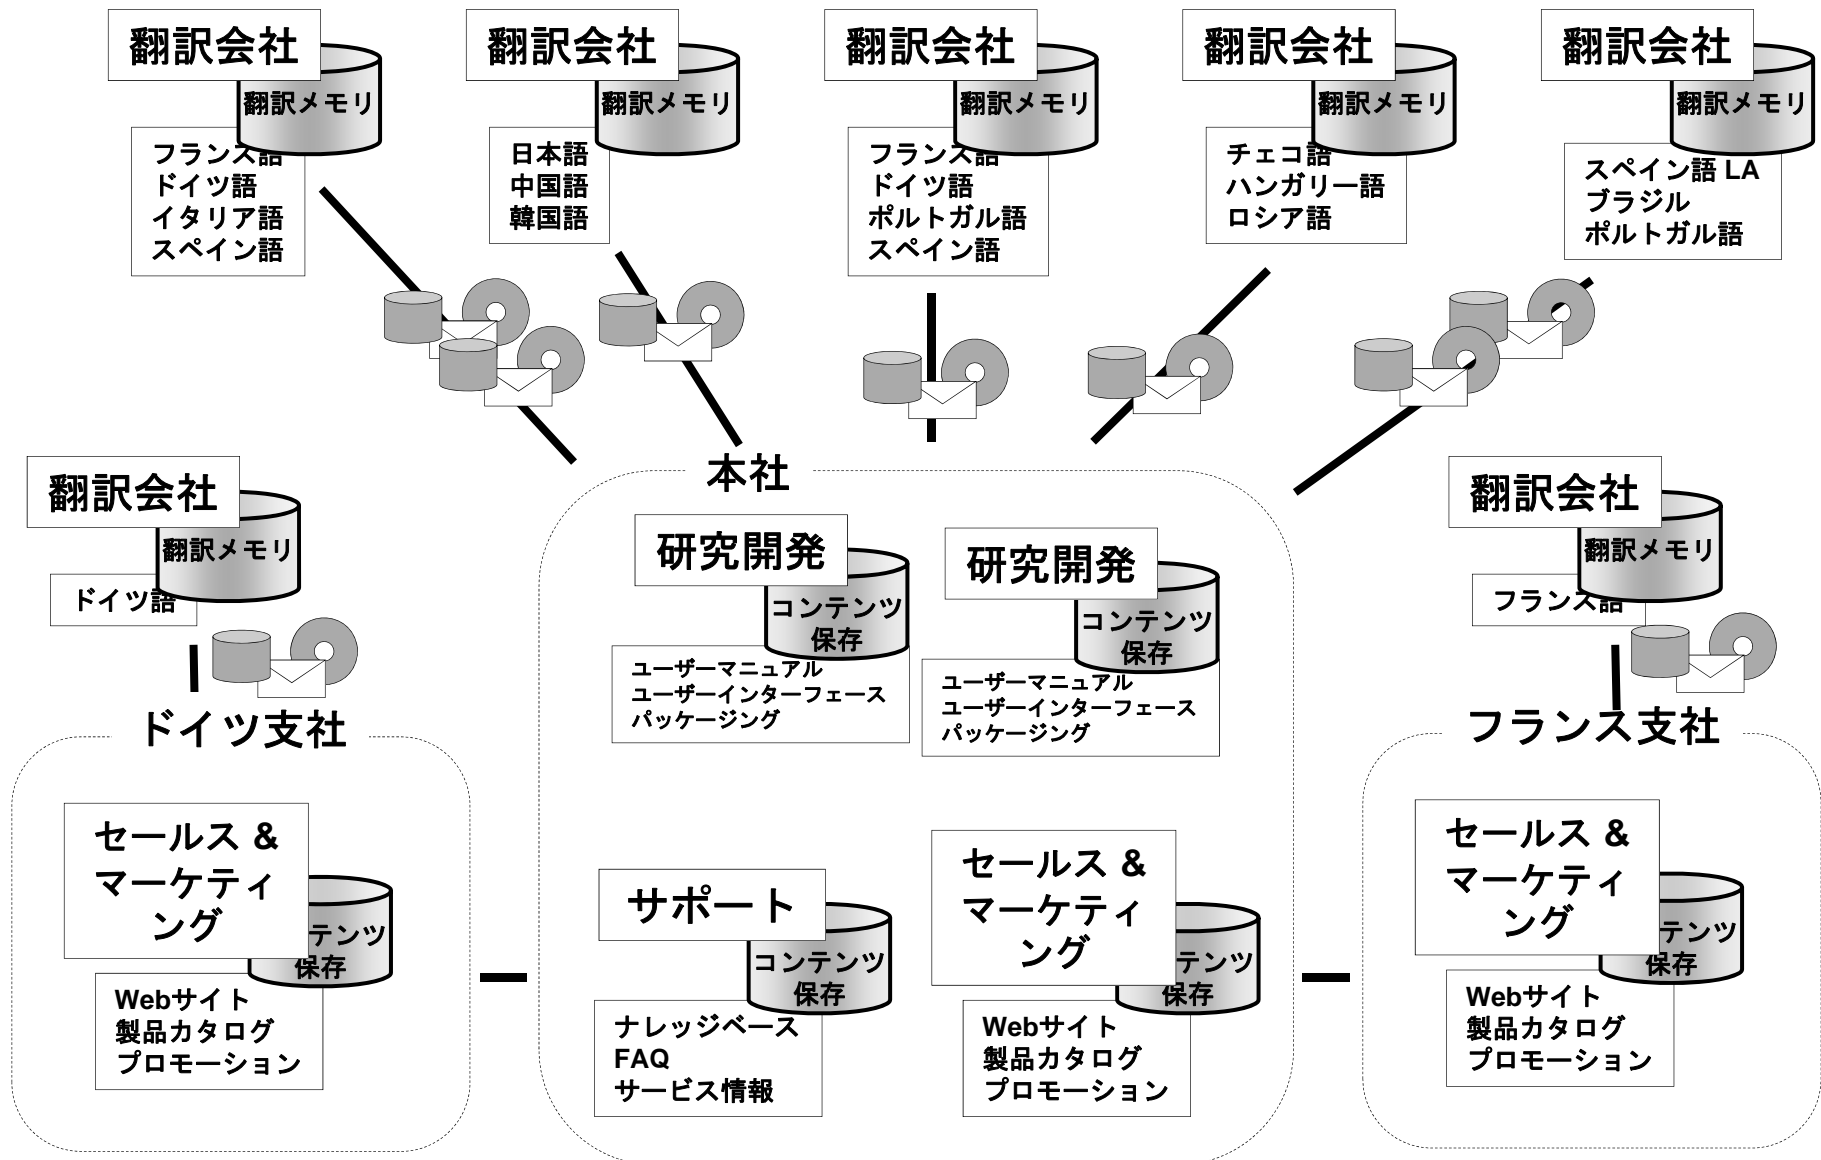 翻訳会社
翻訳メモリ
フランス語
ドイツ語
イタリア語
スペイン語
翻訳会社
翻訳メモリ
日本語
中国語
韓国語
翻訳会社
翻訳メモリ
フランス語
ドイツ語
ポルトガル語
スペイン語
翻訳会社
翻訳メモリ
チェコ語
ハンガリー語
ロシア語
翻訳会社
翻訳メモリ
スペイン語 LA
ブラジル
ポルトガル語
翻訳会社
翻訳メモリ
ドイツ語
本社
研究開発
コンテンツ
保存
ユーザーマニュアル
ユーザーインターフェース
パッケージング
研究開発
コンテンツ
保存
ユーザーマニュアル
ユーザーインターフェース
パッケージング
翻訳会社
翻訳メモリ
フランス語
ドイツ支社
セールス &
マーケティ
ング
テンツ
保存
Webサイト
製品カタログ
プロモーション
サポート
コンテンツ
保存
ナレッジベース
FAQ
サービス情報
セールス &
マーケティ
ング
テンツ
保存
Webサイト
製品カタログ
プロモーション
フランス支社
セールス &
マーケティ
ング
テンツ
保存
Webサイト
製品カタログ
プロモーション